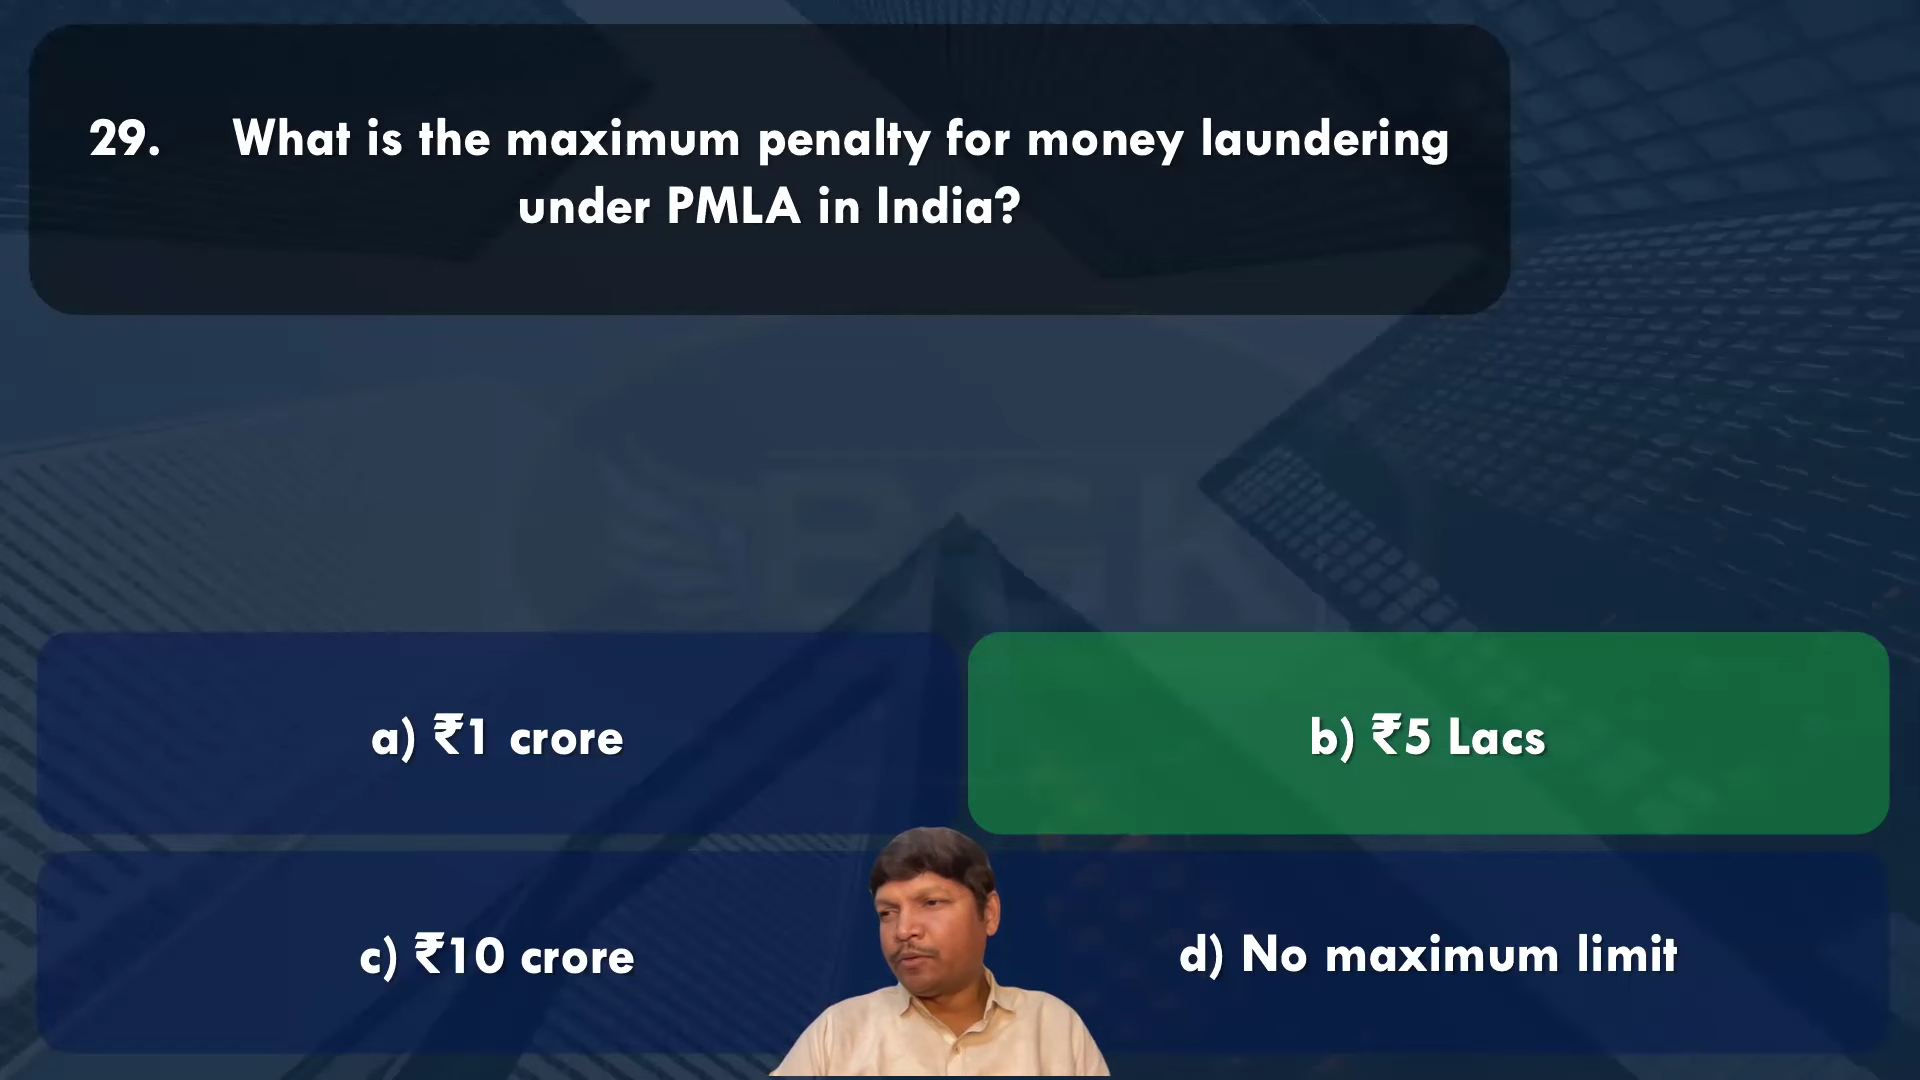 29. What is the maximum penalty for money laundering
under PMLA in India?
BGK
a) ₹1 crore
b) ₹5 Lacs
c) ₹10 crore
d) No maximum limit